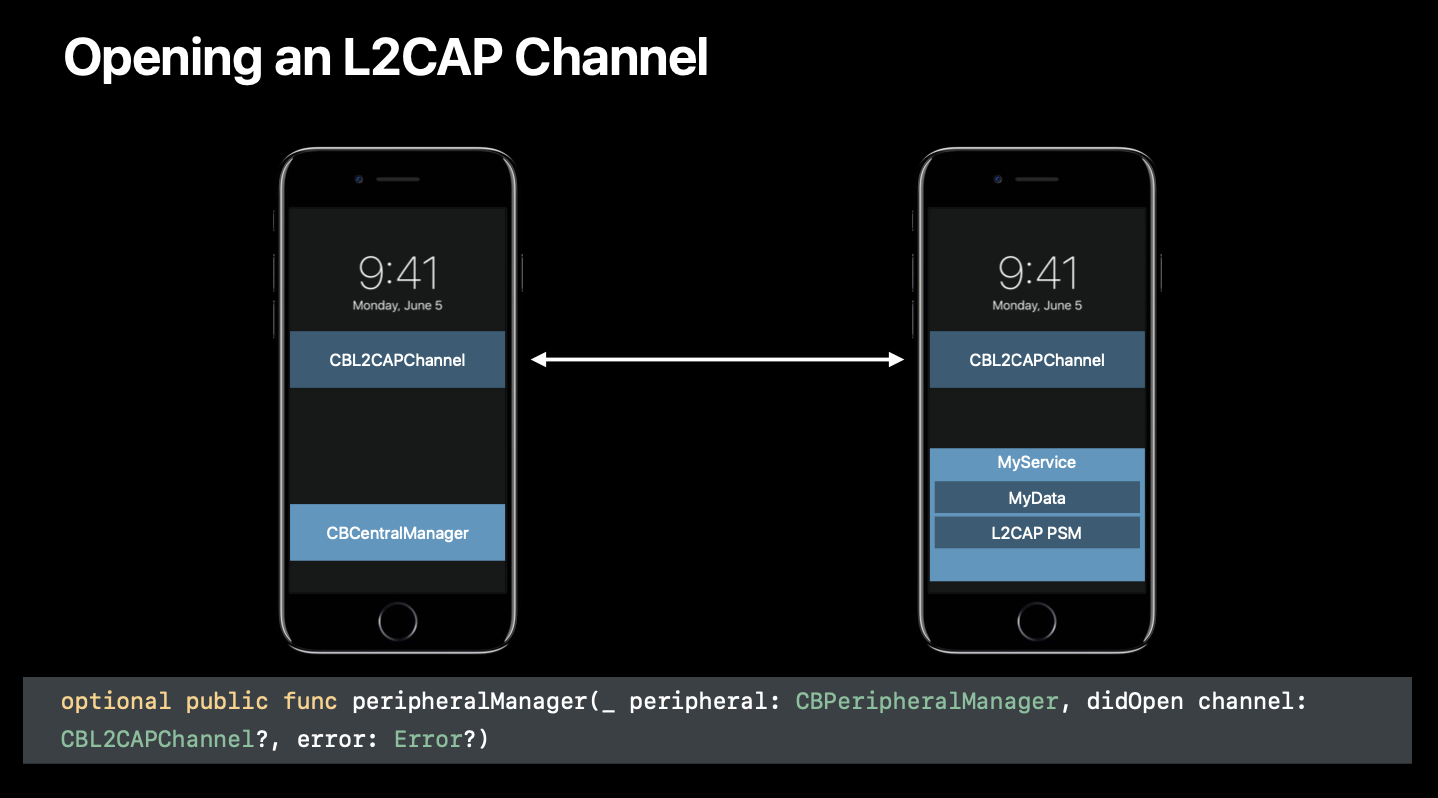 Opening an L2CAP Channel
9:41
Monday, June 5
CBL2CAPChannel
CBCentralManager
9:41
Monday, June 5
CBL2CAPChannel
MyService
MyData
L2CAP PSM
optional public func peripheralManager(_ peripheral: CBPeripheralManager, didOpen channel:
CBL2CAPChannel?, error: Error?)